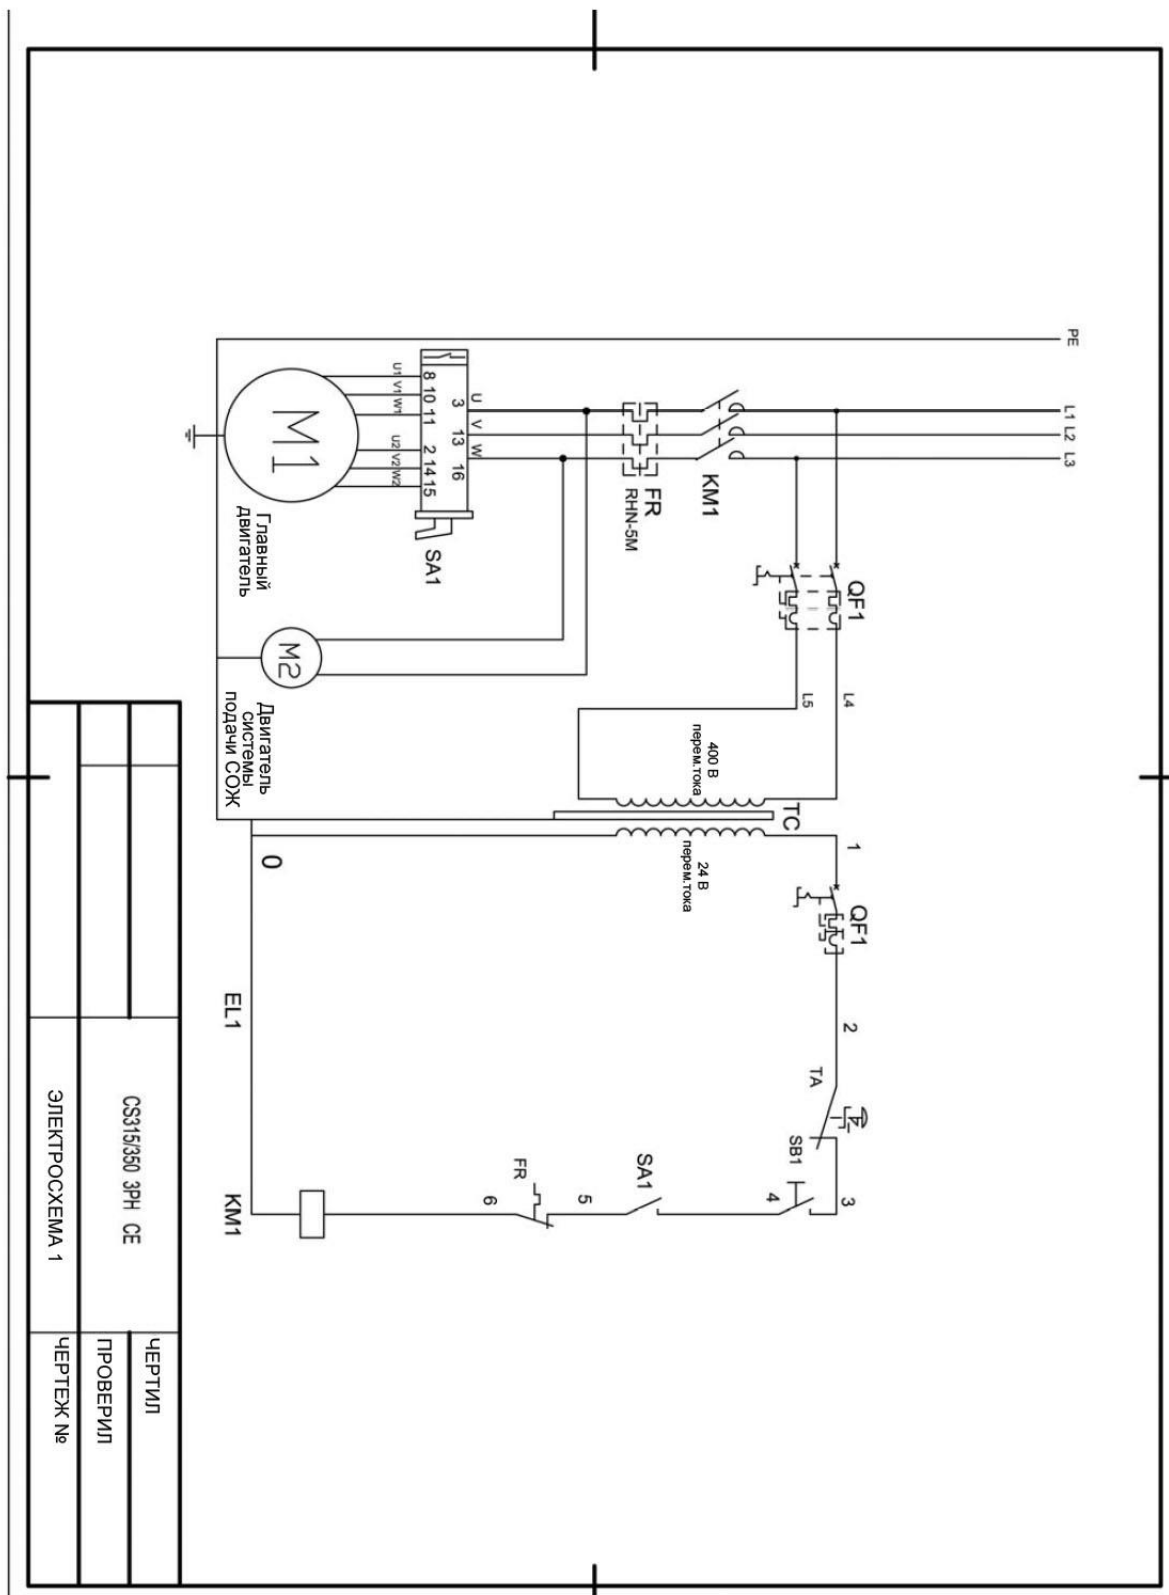 PE
L1 L2 L3
KM1
FR
RHN-5M
U V W
3 13 16
8 10 11 2 14 15
SA1
U1 V1 W1 U2 V2 W2
M1
Главный
двигатель
M2
Двигатель
системы
подачи СОЖ
QF1
L4
L5
400 В
перем.тока
TC
24 В
перем.тока
1
QF1
2
TA
3
SB1
4
SA1
5
FR
6
0
EL1
KM1
CS315/350 3PH CE
ЭЛЕКТРОСХЕМА 1
ЧЕРТИЛ
ПРОВЕРИЛ
ЧЕРТЕЖ №